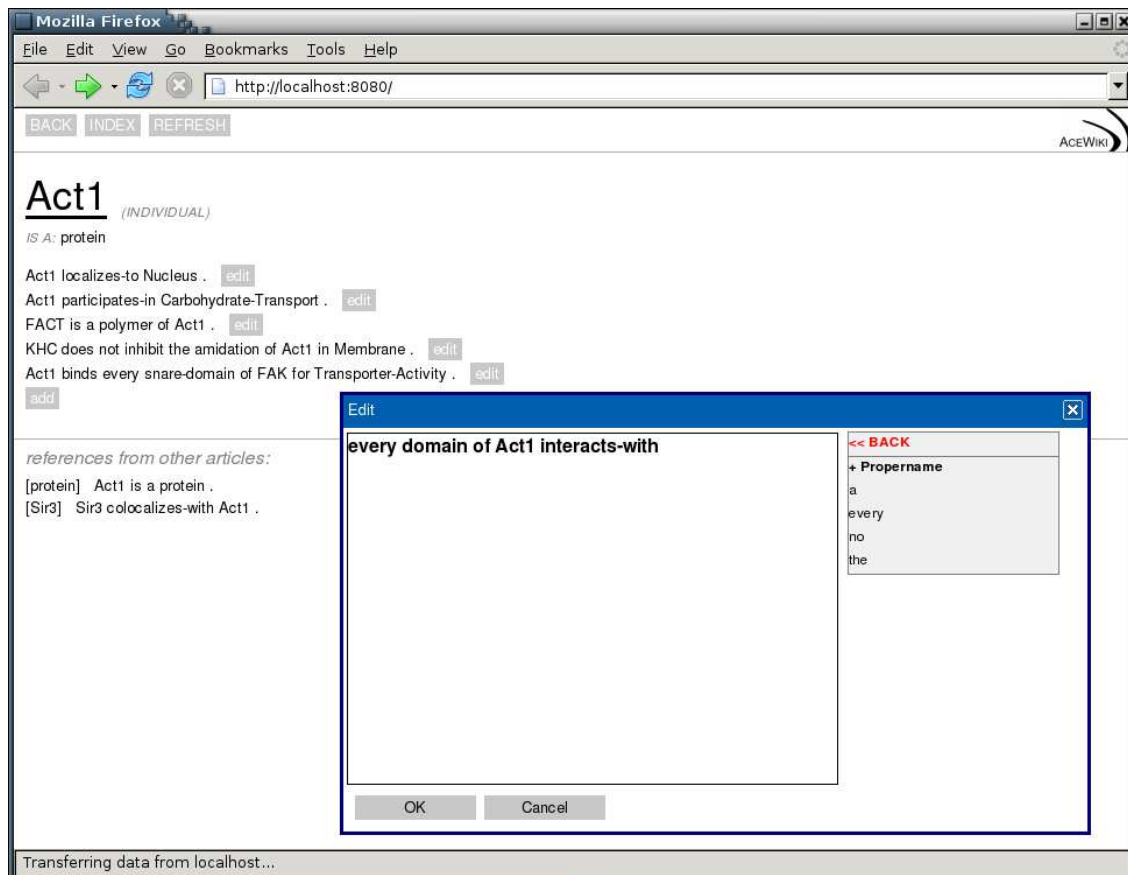 Mozilla Firefox
File Edit View Go Bookmarks Tools Help
http://localhost:8080/
BACK INDEX REFRESH
ACEWIKI
Act1 (INDIVIDUAL)
IS A: protein
Act1 localizes-to Nucleus . edit
Act1 participates-in Carbohydrate-Transport . edit
FACT is a polymer of Act1 . edit
KHC does not inhibit the amidation of Act1 in Membrane . edit
Act1 binds every snare-domain of FAK for Transporter-Activity . edit
add
references from other articles:
[protein] Act1 is a protein .
[Sir3] Sir3 colocalizes-with Act1 .
Edit
every domain of Act1 interacts-with
<< BACK
+ Propername
a
every
no
the
OK Cancel
Transferring data from localhost...